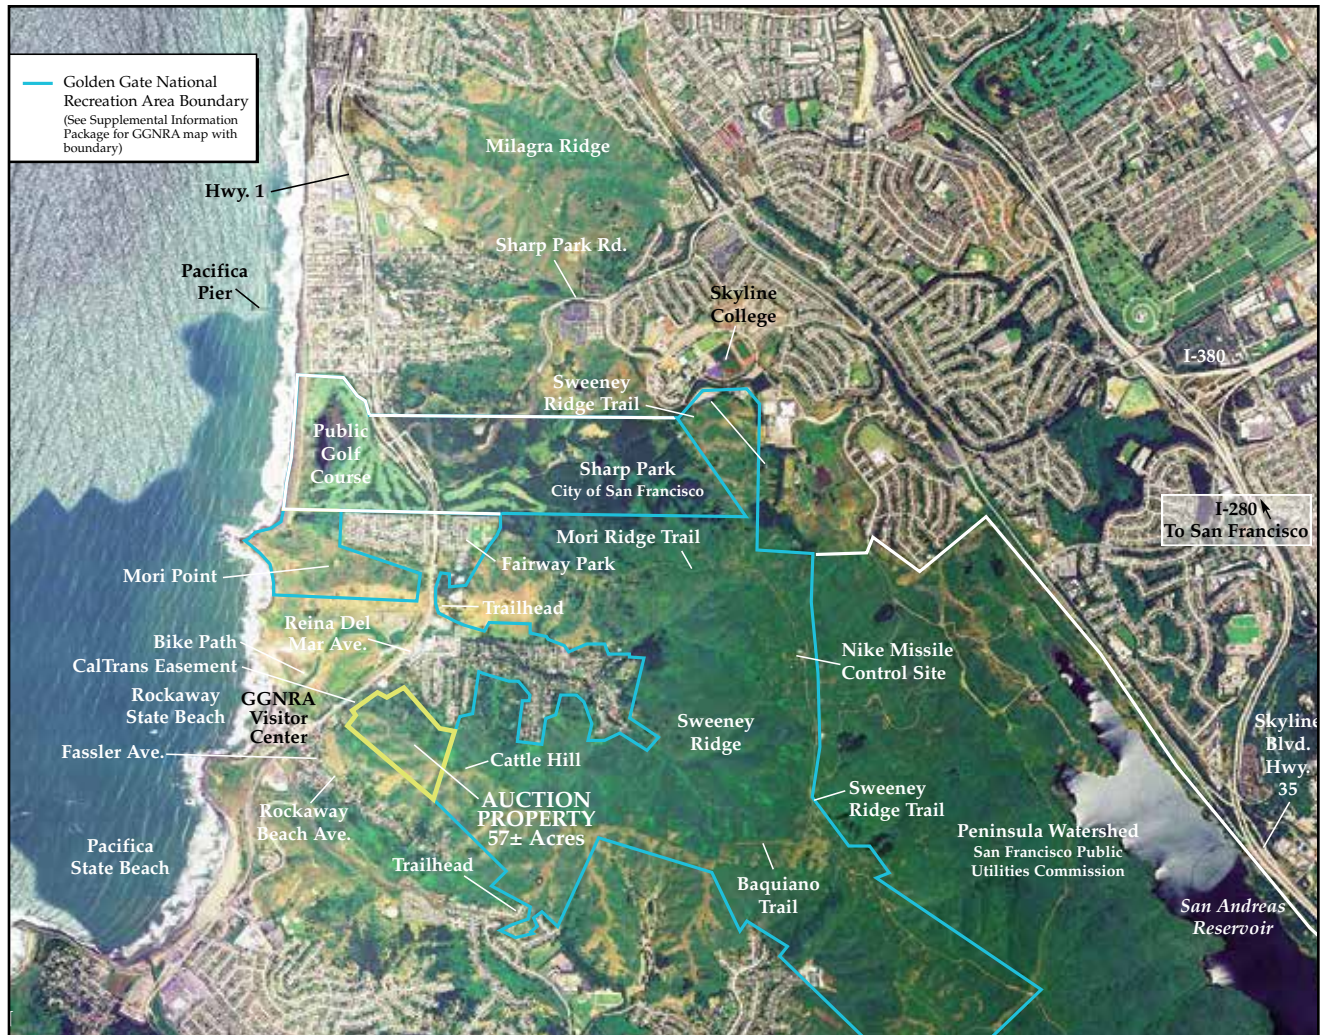 Golden Gate National
Recreation Area Boundary
(See Supplemental Information
Package for GGNRA map with
boundary)
Milagra Ridge
Hwy. 1
Sharp Park Rd.
Pacifica
Pier
Skyline
College
I-380
Sweeney
Ridge Trail
Public
Golf
Course
Sharp Park
City of San Francisco
I-280
To San Francisco
Mori Ridge Trail
Fairway Park
Mori Point
Trailhead
Reina Del
Mar Ave.
Bike Path
CalTrans Easement
Nike Missile
Control Site
Rockaway
State Beach
GGNRA
Visitor
Center
Sweeney
Ridge
Skyline
Blvd.
Hwy.
35
Fassler Ave.
Cattle Hill
AUCTION
PROPERTY
57± Acres
Sweeney
Ridge Trail
Rockaway
Beach Ave.
Peninsula Watershed
San Francisco Public
Utilities Commission
Pacifica
State Beach
Trailhead
Baquiano
Trail
San Andreas
Reservoir